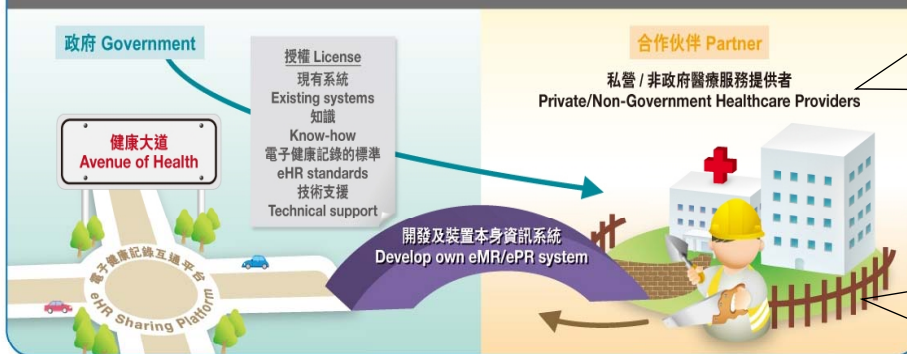 政府 Government
授權 License
現有系統
Existing systems
知識
Know-how
電子健康記錄的標準
eHR standards
技術支援
Technical support
健康大道
Avenue of Health
電子健康記錄互通平台
eHR Sharing Platform
開發及裝置本身資訊系統
Develop own eMR/ePR system
合作伙伴 Partner
私營 / 非政府醫療服務提供者
Private/Non-Government Healthcare Providers